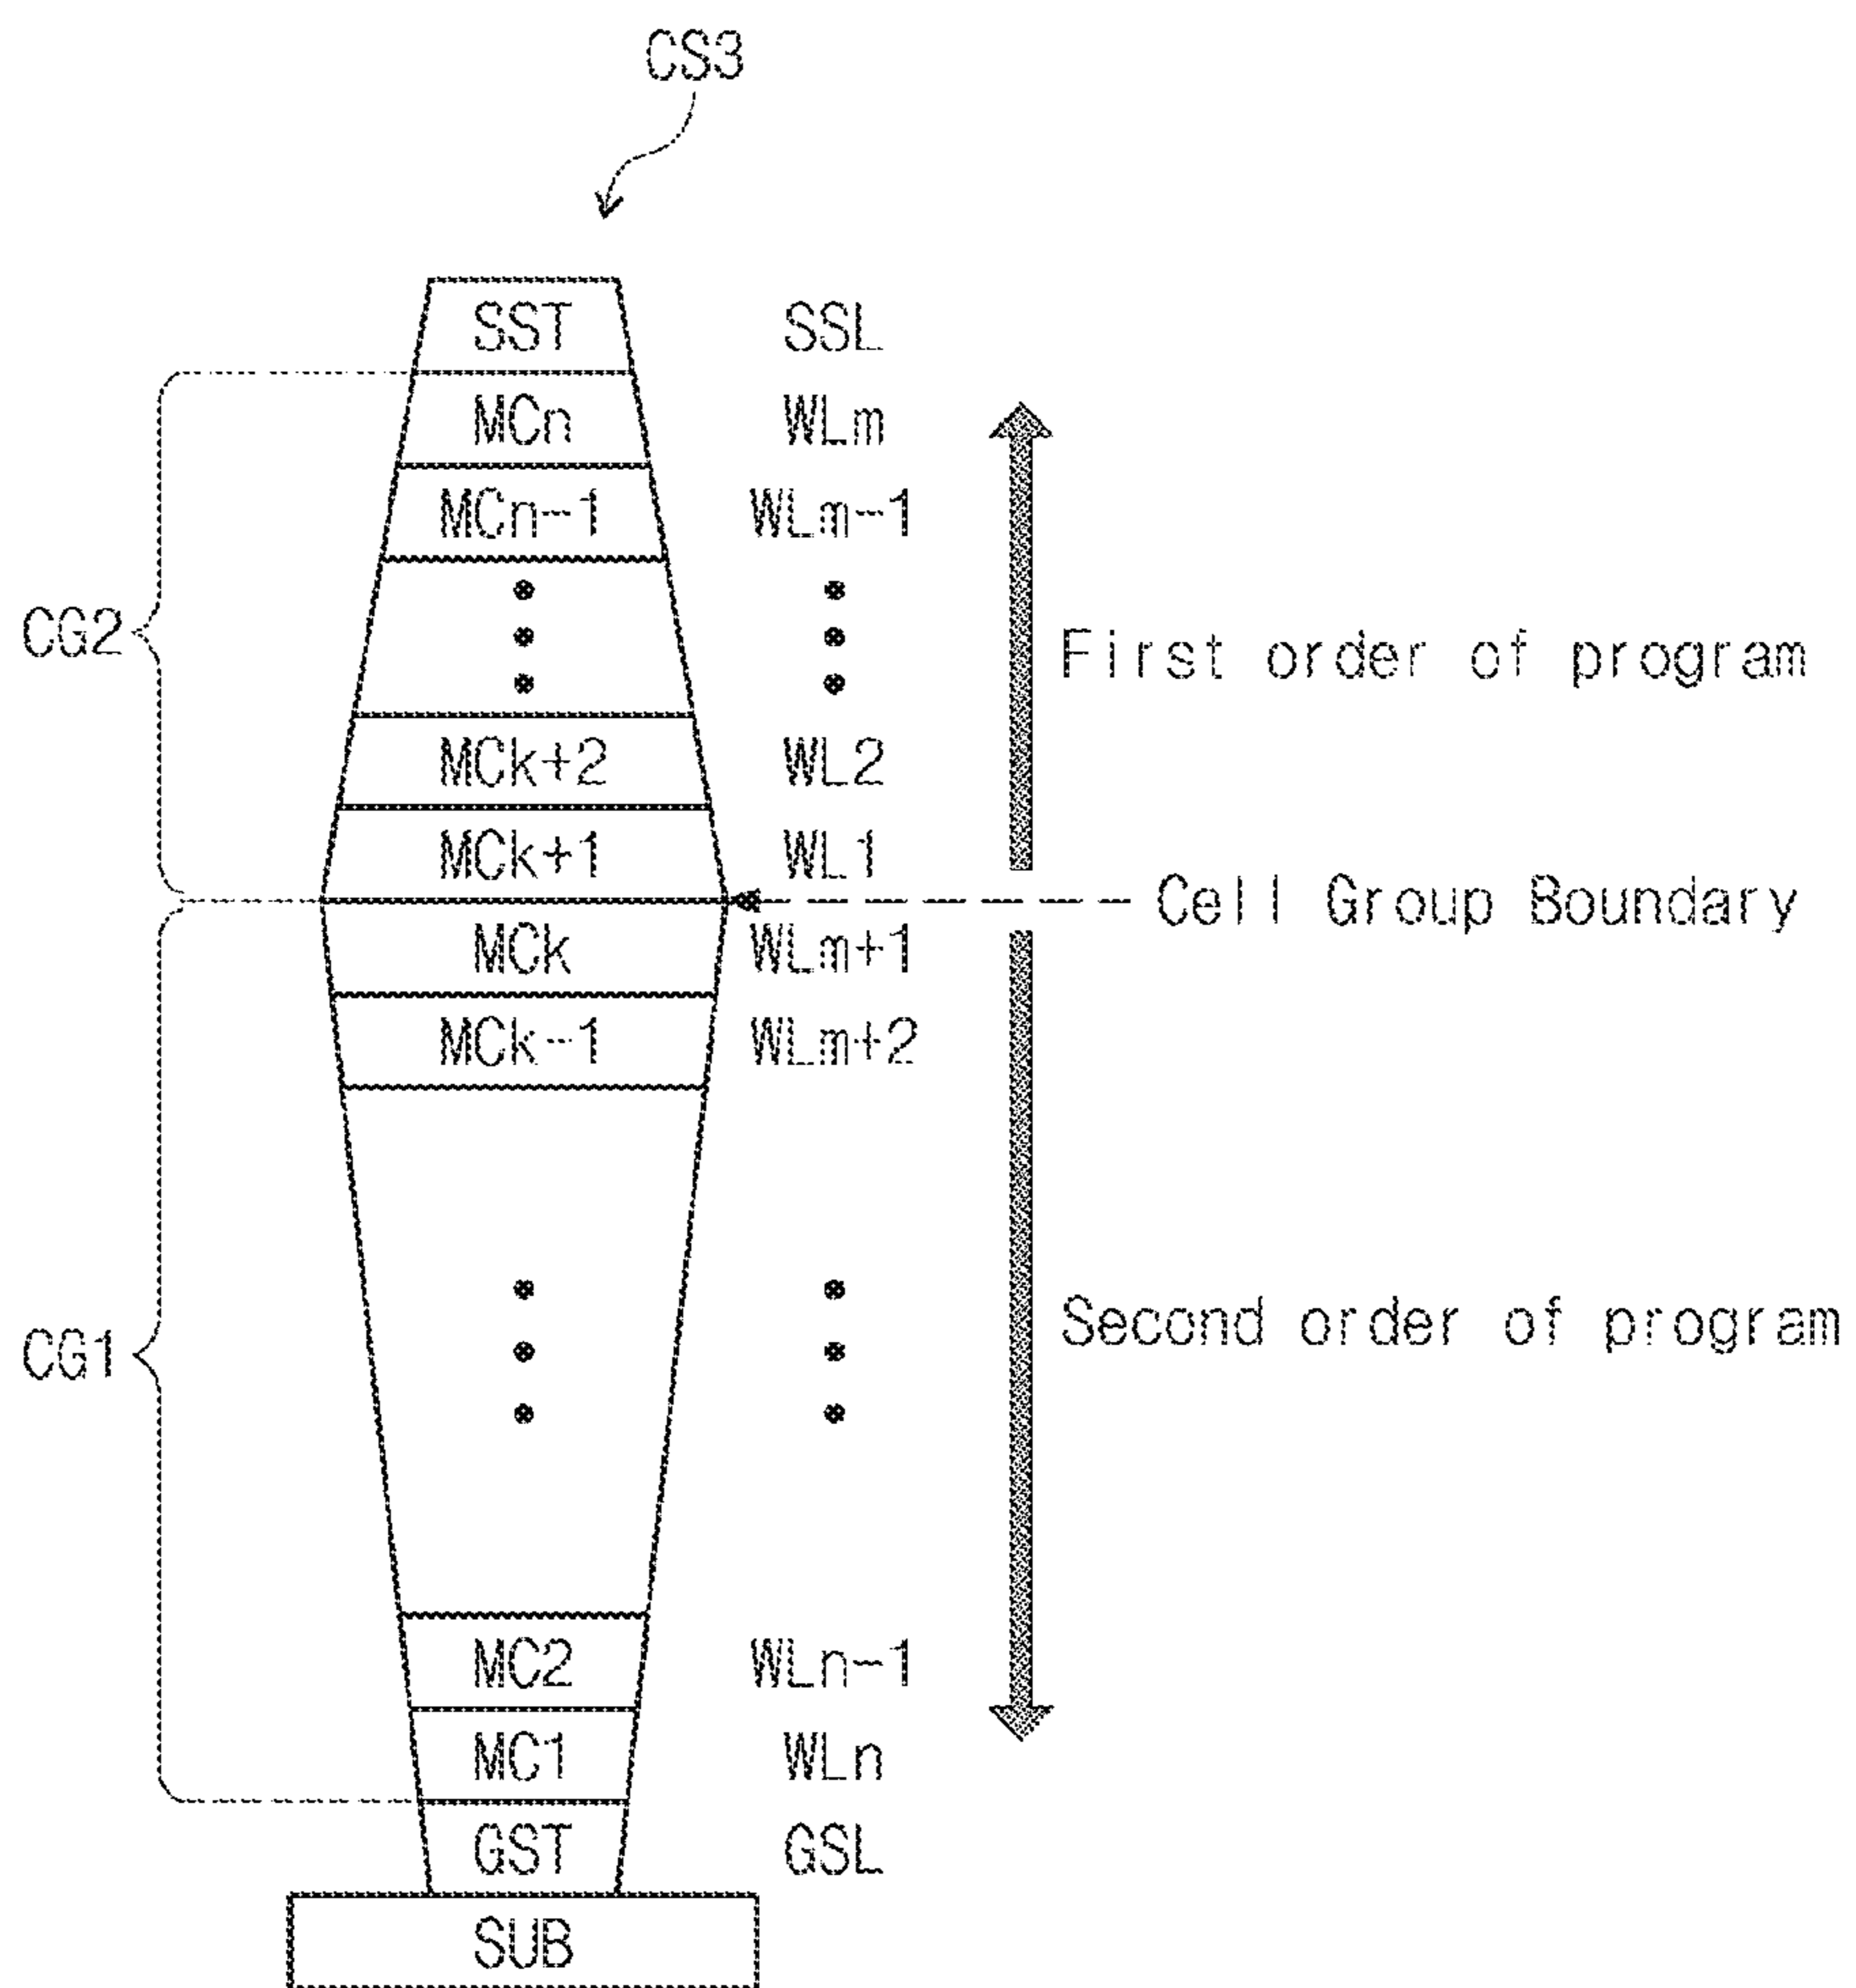 CS3
SST SSL
MCn WLm
MCn-1 WLm-1
CG2
First order of program
MCk+2 WL2
MCk+1 WL1
Cell Group Boundary
MCk WLm+1
MCk-1 WLm+2
Second order of program
CG1
MC2 WLn-1
MC1 WLn
GST GSL
SUB